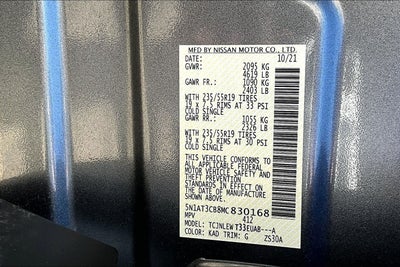 MFD BY NISSAN MOTOR CO., LTD.
DATE: 10/21
GVWR: 2095 KG
4619 LB
GAWR FR.: 1090 KG
2403 LB
WITH 235/55R19 TIRES
19 x 7.5 RIMS AT 33 PSI
COLD SINGLE
GAWR RR.: 1055 KG
2326 LB
WITH 235/55R19 TIRES
19 x 7.5 RIMS AT 30 PSI
COLD SINGLE
THIS VEHICLE CONFORMS TO
ALL APPLICABLE FEDERAL
MOTOR VEHICLE SAFETY AND
THEFT PREVENTION
STANDARDS IN EFFECT ON THE
DATE OF MANUFACTURE
SHOWN ABOVE.
5N1AT3CB8MC830168
MPV 412
TCJNLEWT33EUAB---A
COLOR: KAD TRIM: G ZS30A